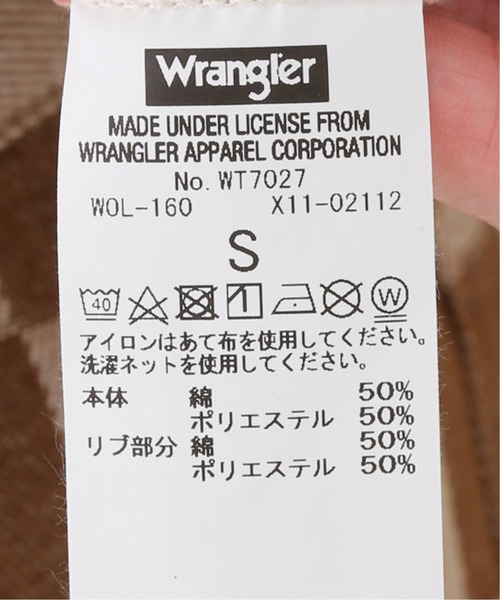 Wrangler
MADE UNDER LICENSE FROM
WRANGLER APPAREL CORPORATION
No. WT7027
WOL-160 X11-02112
S
40 W
アイロンはあて布を使用してください。
洗濯ネットを使用してください。
本体 綿 50%
ポリエステル 50%
リブ部分 綿 50%
ポリエステル 50%